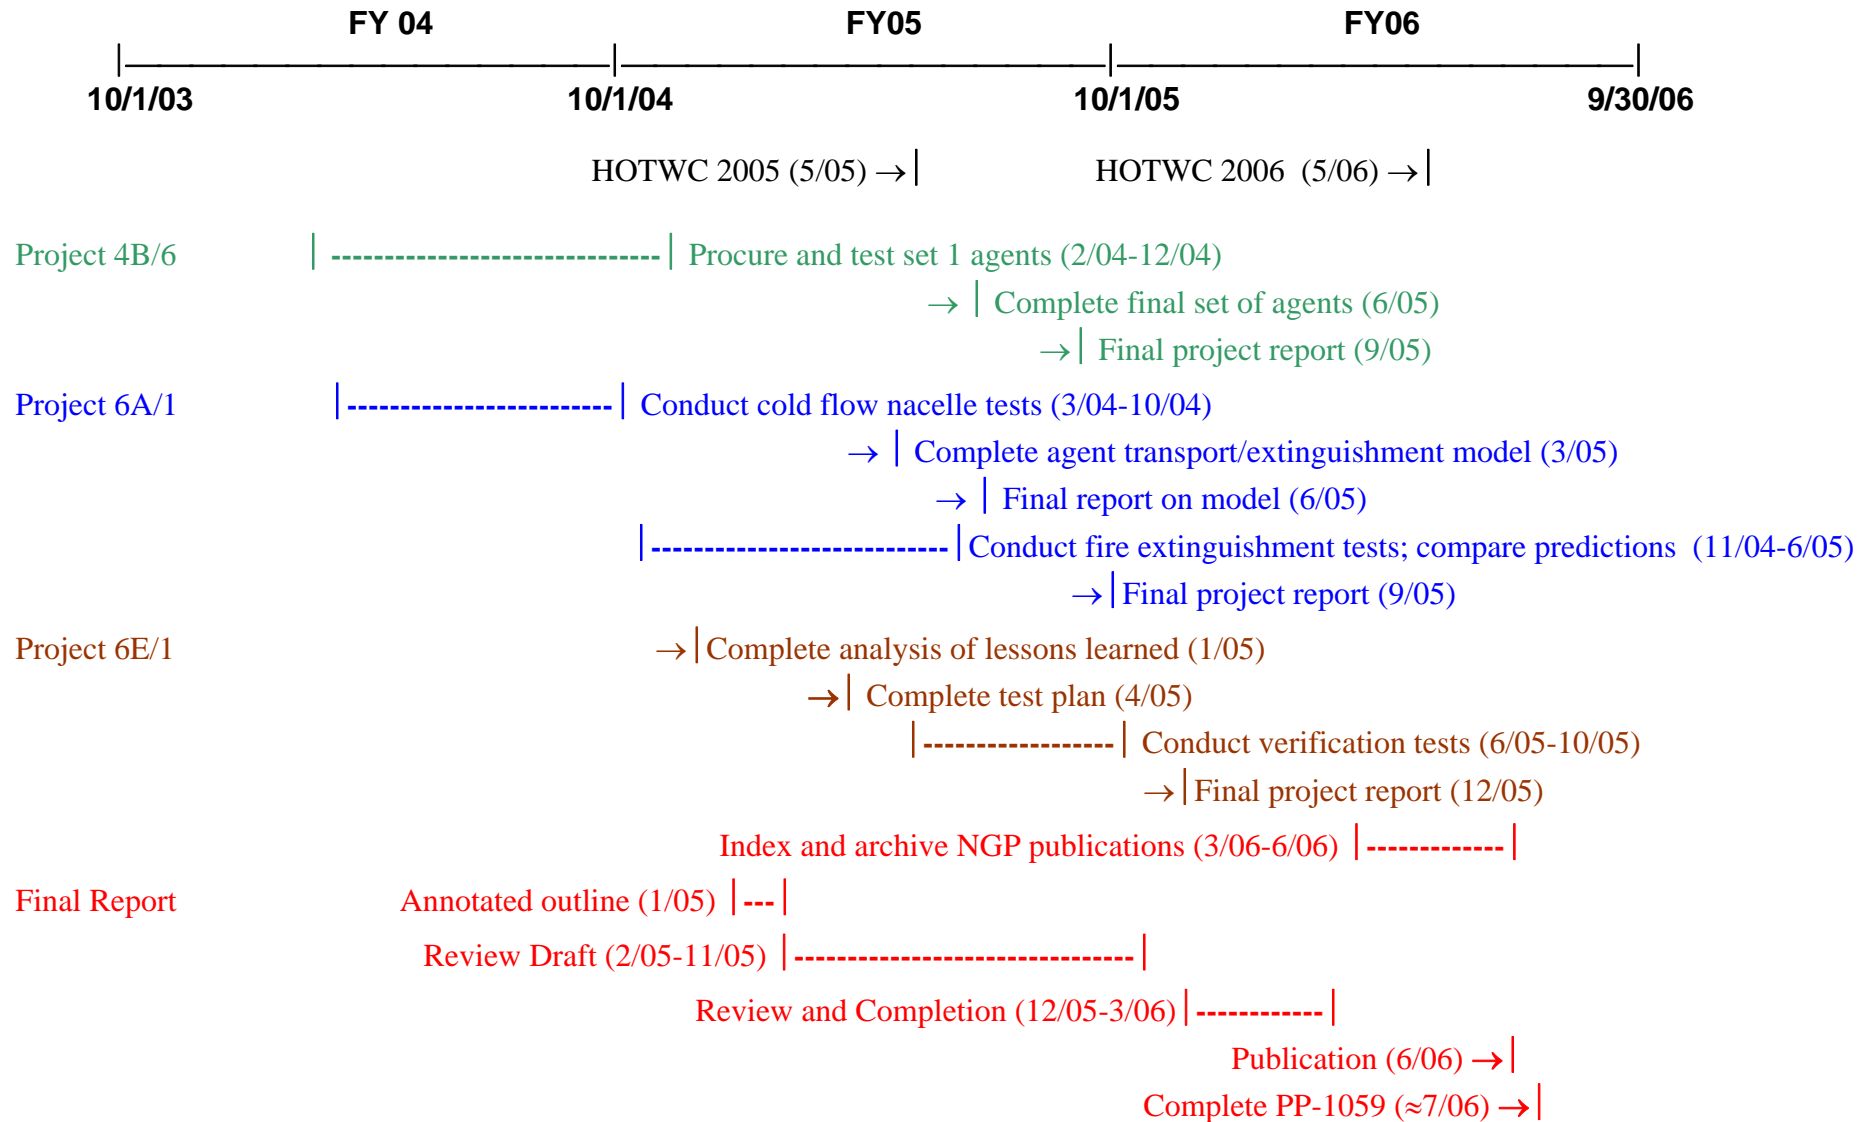 FY 04 FY05 FY06
10/1/03 10/1/04 10/1/05 9/30/06
HOTWC 2005 (5/05) → HOTWC 2006 (5/06) →
Project 4B/6 Procure and test set 1 agents (2/04-12/04)
→ Complete final set of agents (6/05)
→ Final project report (9/05)
Project 6A/1 Conduct cold flow nacelle tests (3/04-10/04)
→ Complete agent transport/extinguishment model (3/05)
→ Final report on model (6/05)
Conduct fire extinguishment tests; compare predictions (11/04-6/05)
→ Final project report (9/05)
Project 6E/1 → Complete analysis of lessons learned (1/05)
→ Complete test plan (4/05)
Conduct verification tests (6/05-10/05)
→ Final project report (12/05)
Index and archive NGP publications (3/06-6/06)
Final Report Annotated outline (1/05)
Review Draft (2/05-11/05)
Review and Completion (12/05-3/06)
Publication (6/06) →
Complete PP-1059 (≈7/06) →